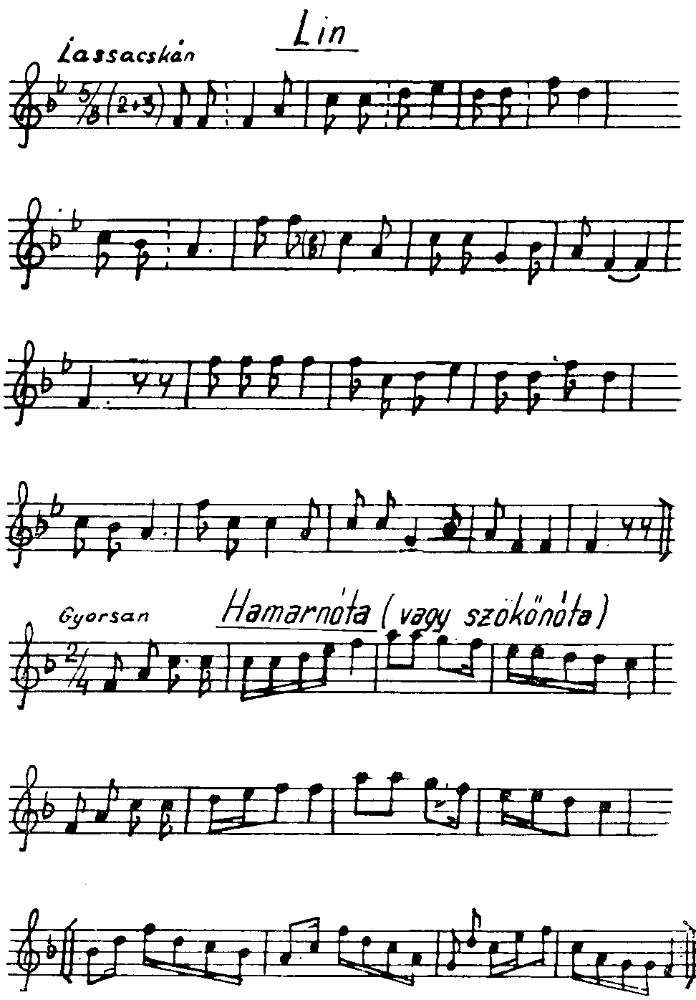 Lin
Lassacskán
5/8 (2+3)
Gyorsan
Hamarnóta (vagy szökőnóta)
2/4